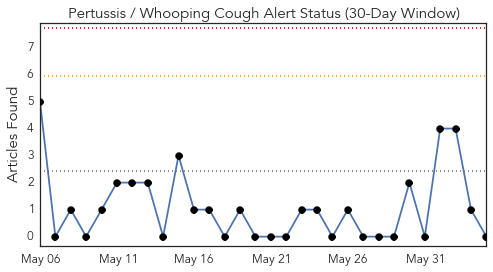 Pertussis / Whooping Cough Alert Status (30-Day Window)
Articles Found
7
6
5
4
3
2
1
0
May 06 May 11 May 16 May 21 May 26 May 31